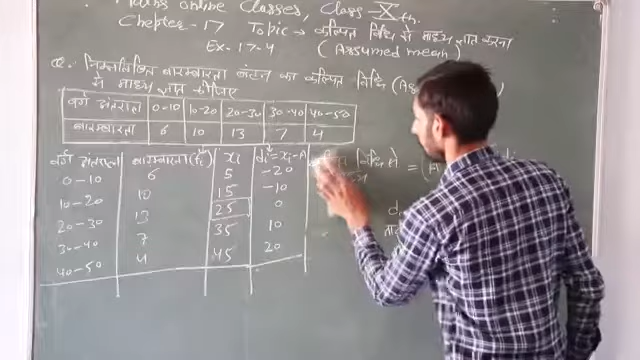 Maths Online Classes, Class Xth
Chapter-17 Topic → कल्पित विधि से माध्य ज्ञात करना
Ex-17.4 (Assumed mean
Q. निम्नलिखित बारम्बारता बंटन का कल्पित विधि (As
से माध्य ज्ञात कीजिए
वर्ग अंतराल 0-10 10-20 20-30 30-40 40-50
बारम्बारता 6 10 13 7 4
वर्ग अंतराल बारम्बारता (fi) xi di=xi-A विधि से
0-10 6 5 -20
10-20 10 15 -10
20-30 13 25 0
30-40 7 35 10
40-50 4 45 20